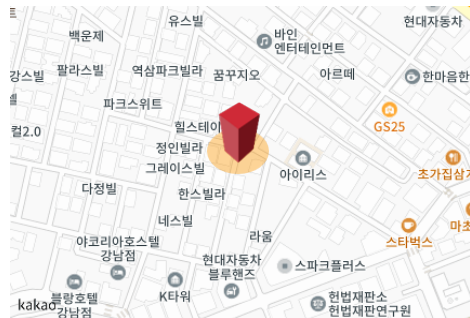 유스빌
현대자동차
백운제
바인
엔터테인먼트
강스빌
팔라스빌
역삼파크빌라
꿈꾸지오
아르떼
한마음한
파크스위트
GS25
컬2.0
힐스테이
정인빌라
그레이스빌
아이리스
초가집삼겹
다정빌
한스빌라
네스빌
스타벅스
마초
야코리아호스텔
강남점
라움
현대자동차
블루핸즈
스파크플러스
kakao
블랑호텔
강남점
K타워
헌법재판소
헌법재판연구원